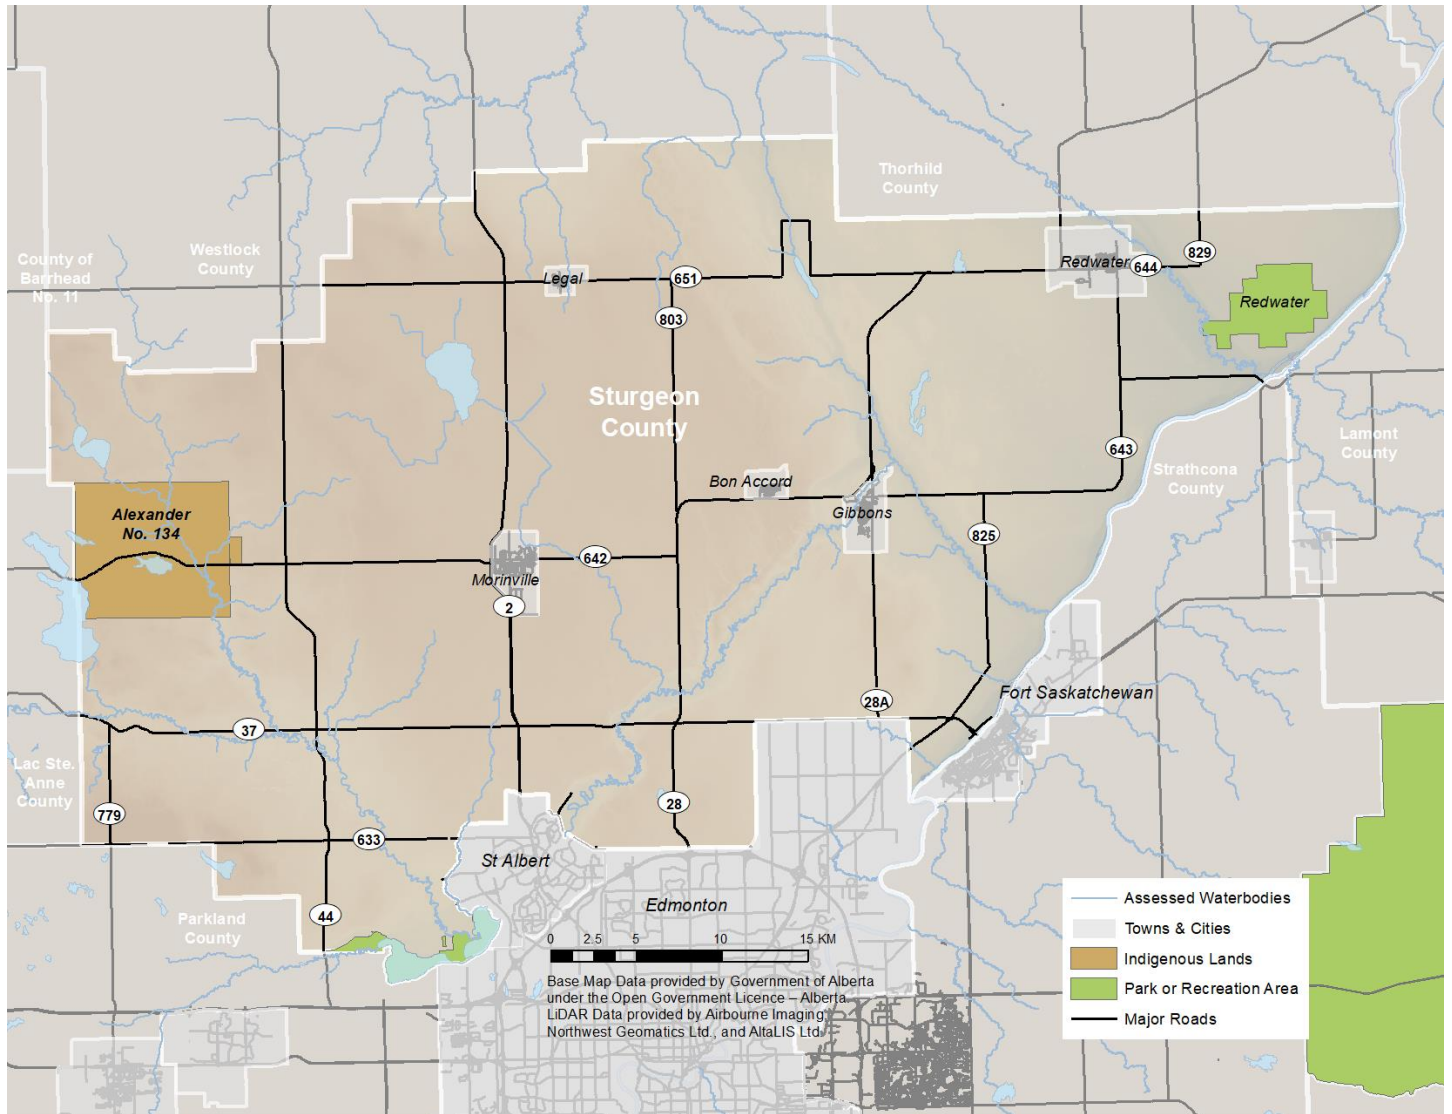 Thorhild
County
Westlock
County
County of
Barrhead
No. 11
829
Redwater
644
Legal
651
Redwater
803
Sturgeon
County
Lamont
County
643
Strathcona
County
Bon Accord
Gibbons
Alexander
No. 134
825
642
Morinville
2
Fort Saskatchewan
28A
37
Lac Ste.
Anne
County
779
28
633
St Albert
Edmonton
44
Parkland
County
0 2.5 5 10 15 KM
Base Map Data provided by Government of Alberta
under the Open Government Licence – Alberta.
LiDAR Data provided by Airbourne Imaging,
Northwest Geomatics Ltd., and AltaLIS Ltd.
Assessed Waterbodies
Towns & Cities
Indigenous Lands
Park or Recreation Area
Major Roads